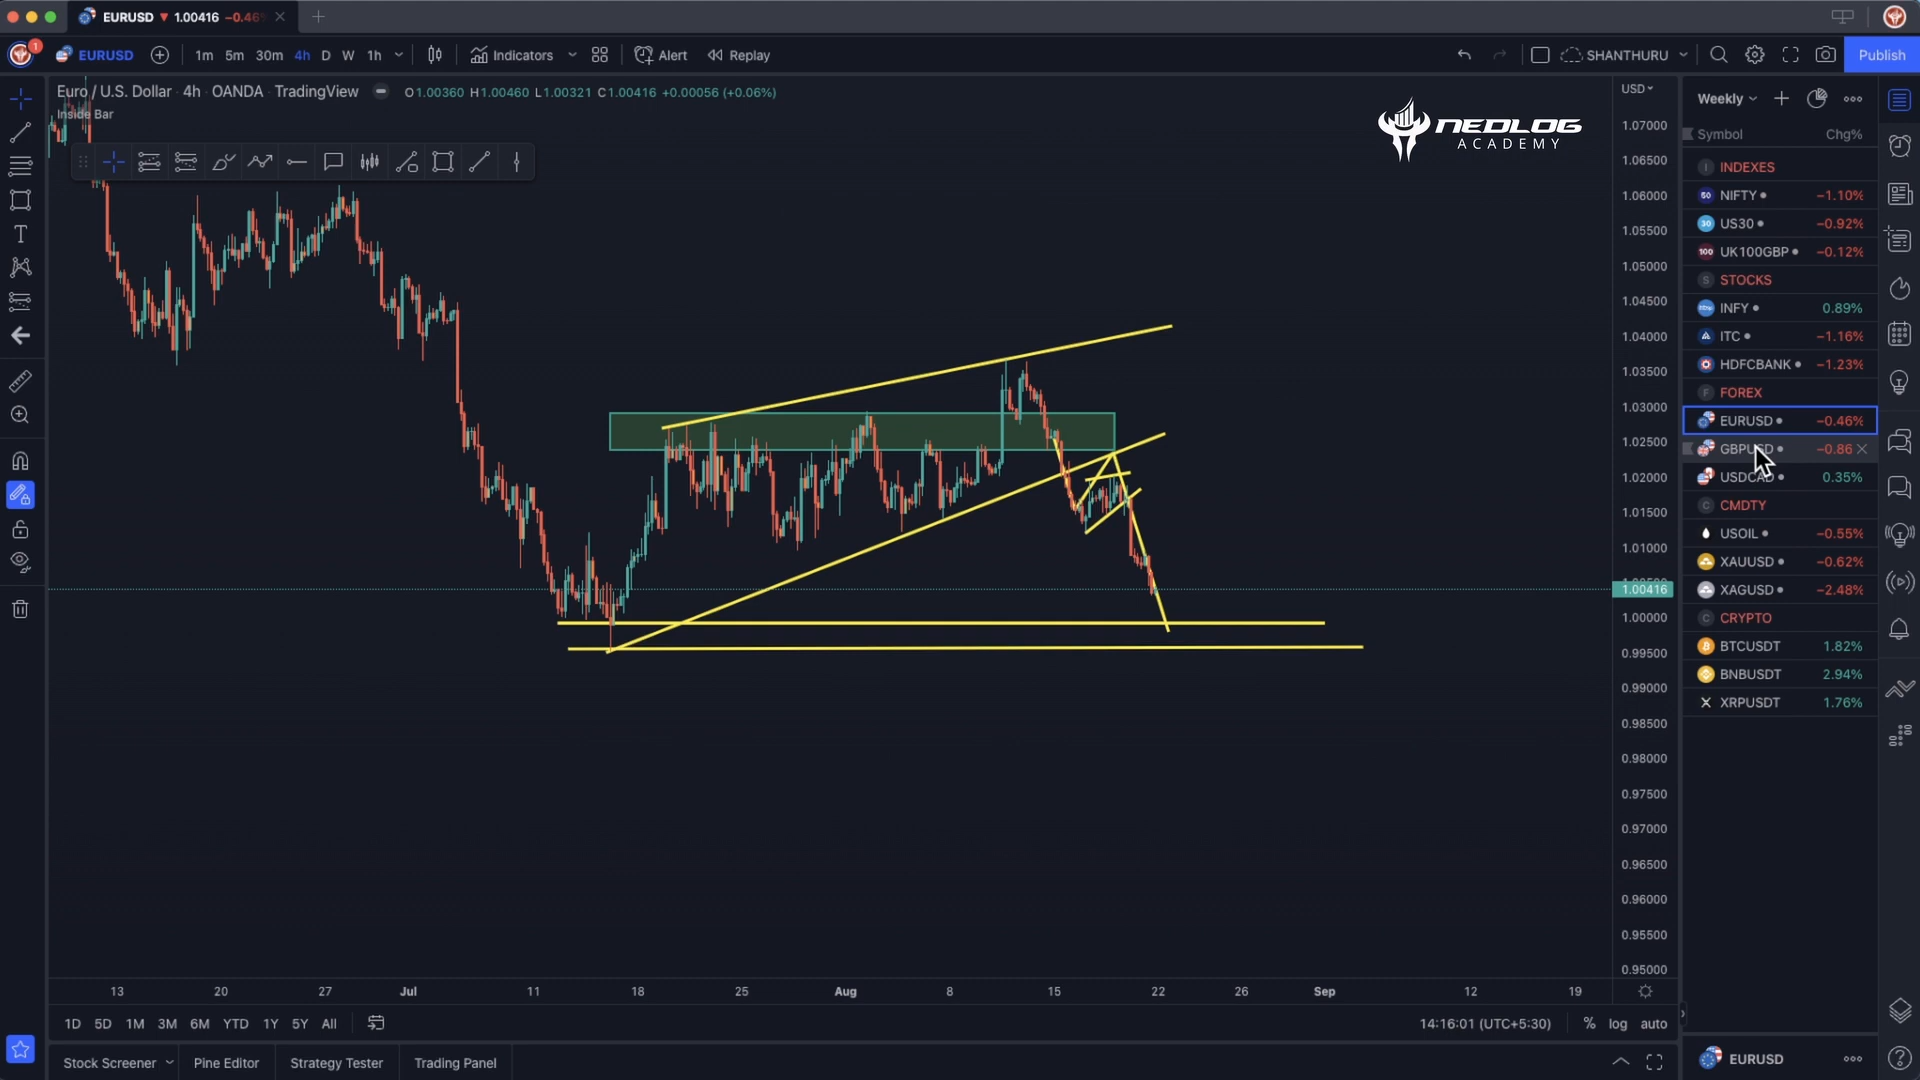 EURUSD ▼ 1.00416 −0.46
1
EURUSD
1m 5m 30m 4h D W 1h
Indicators
Alert
Replay
SHANTHURU
Publish
Euro / U.S. Dollar · 4h · OANDA · TradingView
O1.00360 H1.00460 L1.00321 C1.00416 +0.00056 (+0.06%)
Inside Bar
NEDLOG
ACADEMY
USD
1.07000
1.06500
1.06000
1.05500
1.05000
1.04500
1.04000
1.03500
1.03000
1.02500
1.02000
1.01500
1.01000
1.00416
1.00000
0.99500
0.99000
0.98500
0.98000
0.97500
0.97000
0.96500
0.96000
0.95500
0.95000
13 20 27 Jul 11 18 25 Aug 8 15 22 26 Sep 12 19
1D 5D 1M 3M 6M YTD 1Y 5Y All
14:16:01 (UTC+5:30) % log auto
Stock Screener Pine Editor Strategy Tester Trading Panel
Weekly
Symbol Chg%
I INDEXES
50 NIFTY −1.10%
30 US30 −0.92%
100 UK100GBP −0.12%
S STOCKS
INFY 0.89%
ITC −1.16%
HDFCBANK −1.23%
F FOREX
EURUSD −0.46%
GBPUSD −0.86
USDCAD 0.35%
C CMDTY
USOIL −0.55%
XAUUSD −0.62%
XAGUSD −2.48%
C CRYPTO
BTCUSDT 1.82%
BNBUSDT 2.94%
XRPUSDT 1.76%
EURUSD